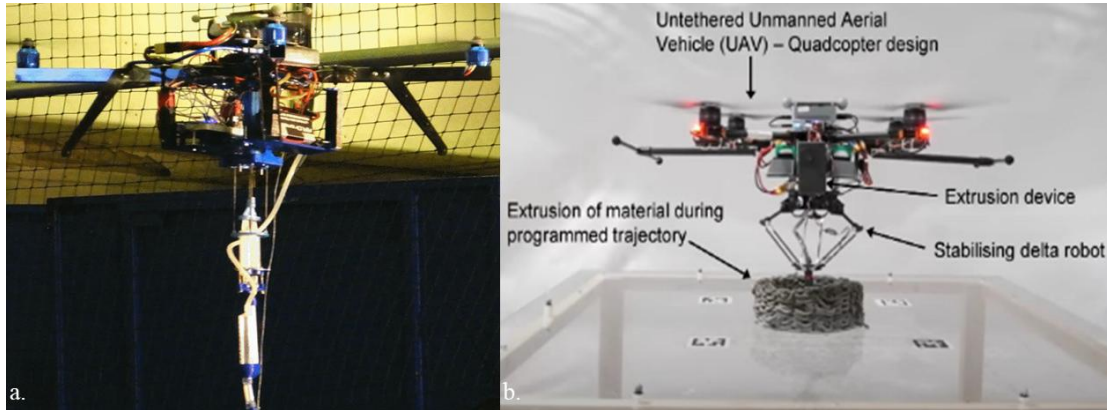 Untethered Unmanned Aerial
Vehicle (UAV) – Quadcopter design
Extrusion device
Extrusion of material during
programmed trajectory
Stabilising delta robot
a.
b.